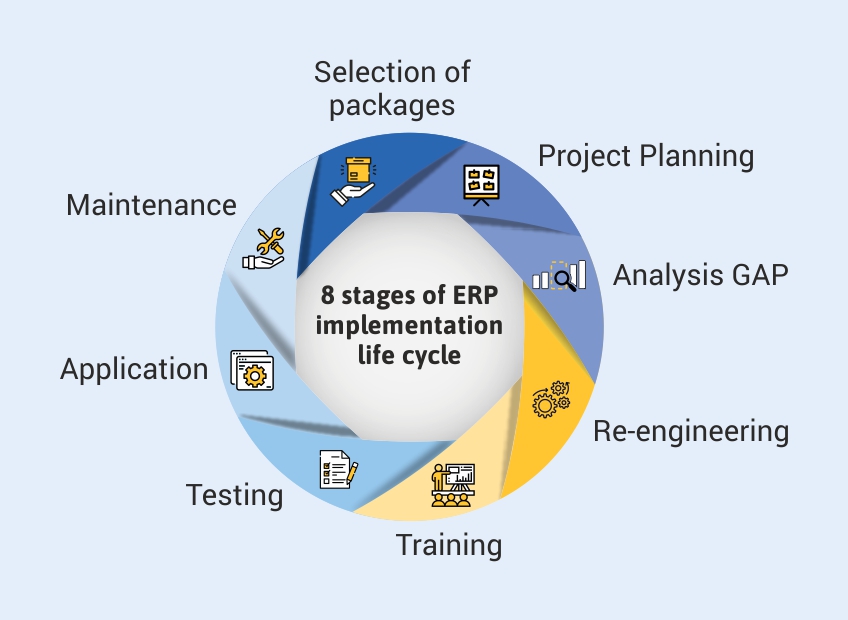 Selection of
packages
Project Planning
Analysis GAP
Re-engineering
Training
Testing
Application
Maintenance
8 stages of ERP
implementation
life cycle